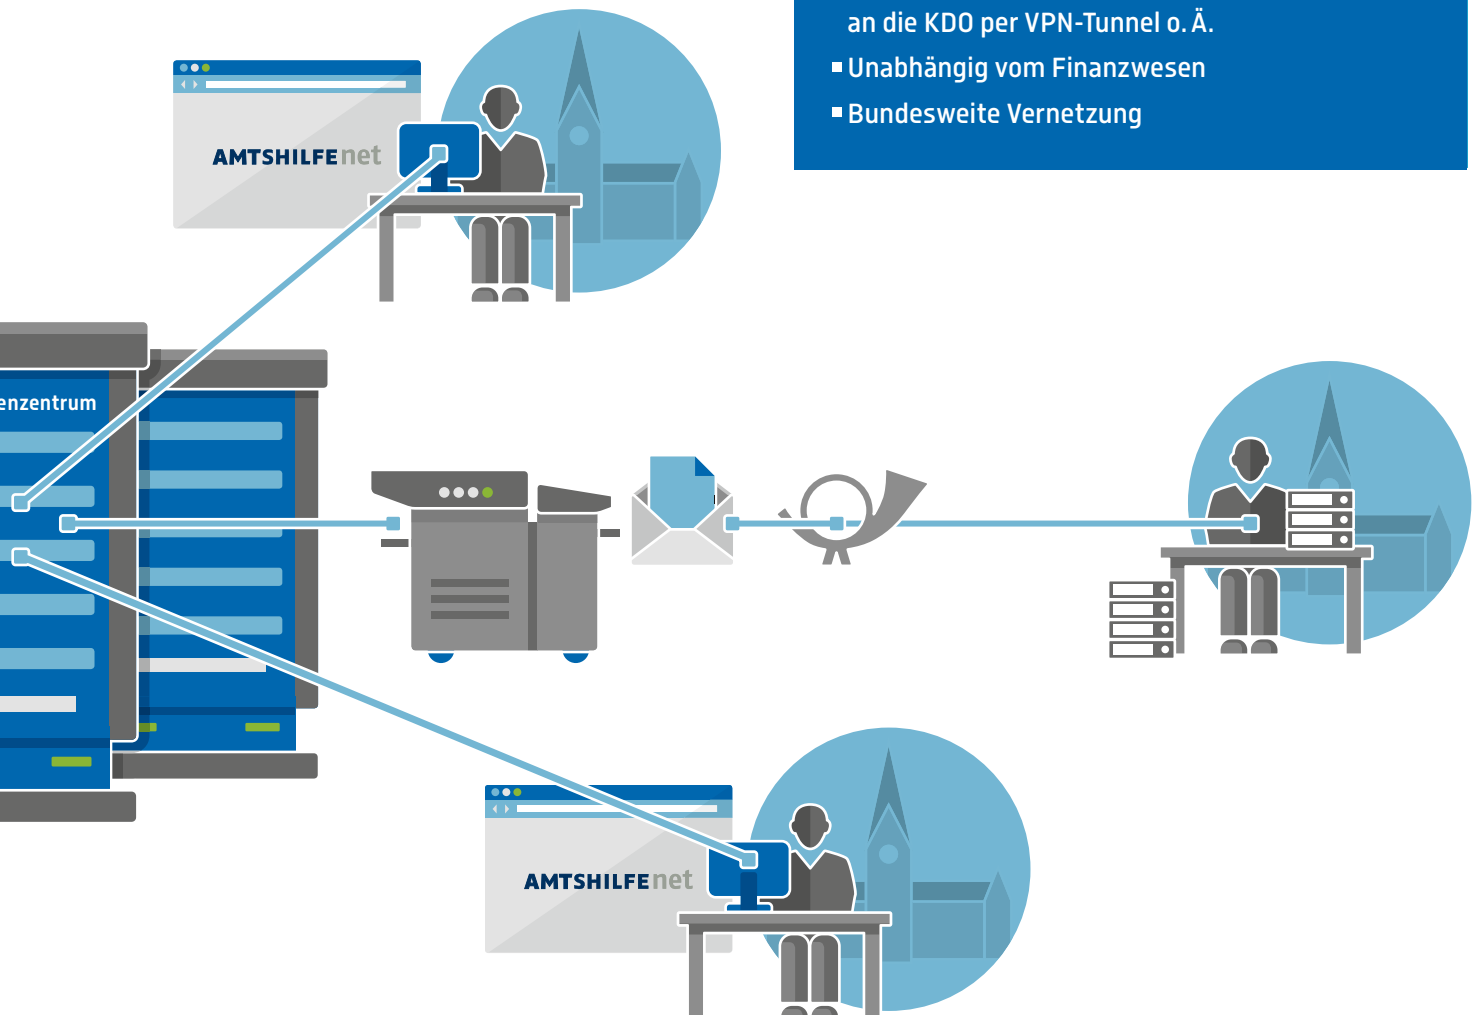 an die KDO per VPN-Tunnel o. Ä.
▪ Unabhängig vom Finanzwesen
▪ Bundesweite Vernetzung
AMTSHILFEnet
enzentrum
AMTSHILFEnet